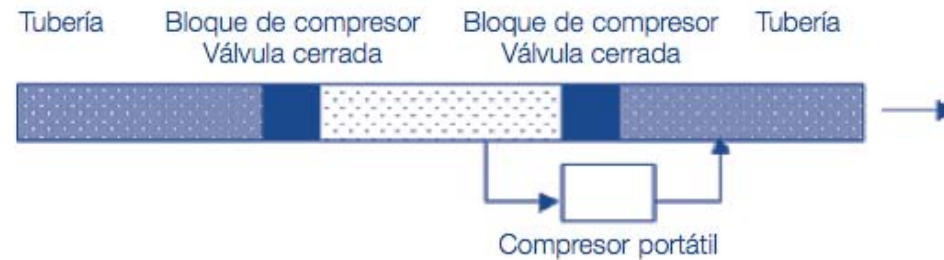 Tubería
Bloque de compresor
Válvula cerrada
Bloque de compresor
Válvula cerrada
Tubería
Compresor portátil